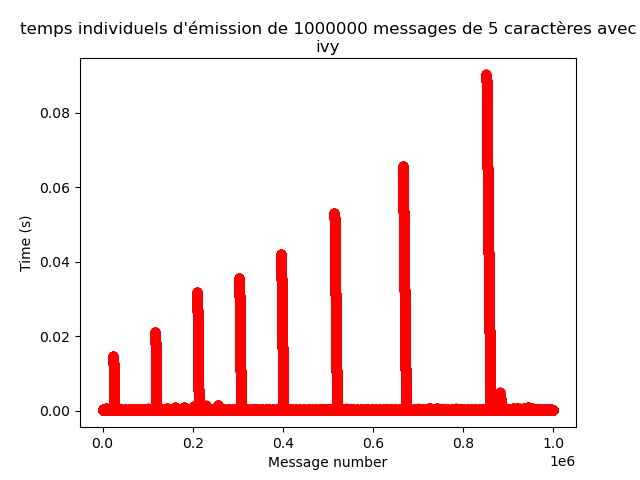 temps individuels d'émission de 1000000 messages de 5 caractères avec
ivy
0.08
0.06
0.04
0.02
0.00
Time (s)
0.0 0.2 0.4 0.6 0.8 1.0
1e6
Message number